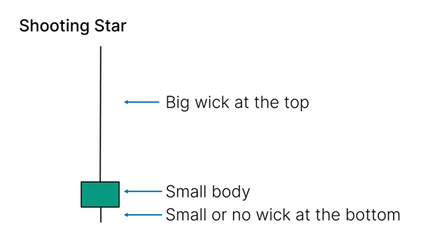 Shooting Star
Big wick at the top
Small body
Small or no wick at the bottom